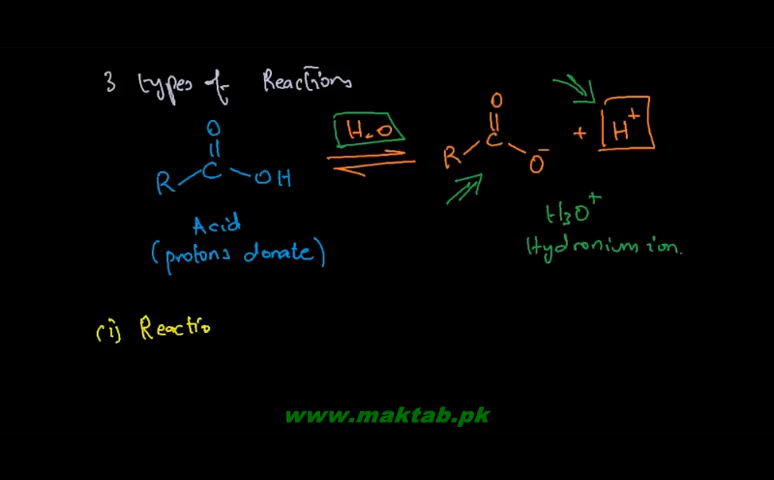 3 types of Reactions
O
||
R C OH
H2O
O
||
R C O⁻ + H⁺
Acid
(protons donate)
H3O⁺
Hydronium ion.
(i) Reactio
www.maktab.pk